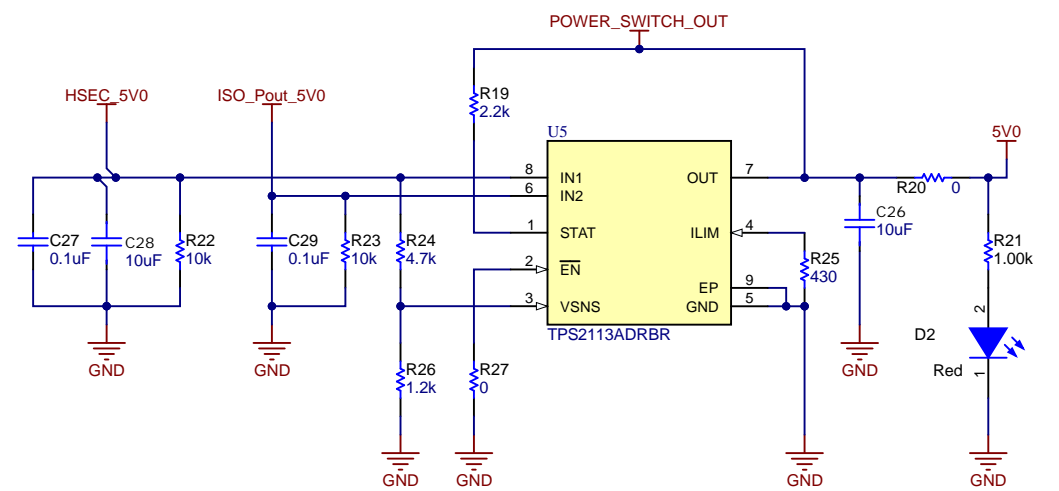 POWER_SWITCH_OUT
HSEC_5V0
ISO_Pout_5V0
R19
2.2k
U5
5V0
8
IN1
OUT
7
6
IN2
R20
0
1
STAT
ILIM
4
C26
10uF
C27
0.1uF
C28
10uF
R22
10k
C29
0.1uF
R23
10k
R24
4.7k
R25
430
R21
1.00k
2
EN
EP
9
3
VSNS
GND
5
TPS2113ADRBR
2
D2
Red
1
GND
GND
R26
1.2k
R27
0
GND
GND
GND
GND
GND